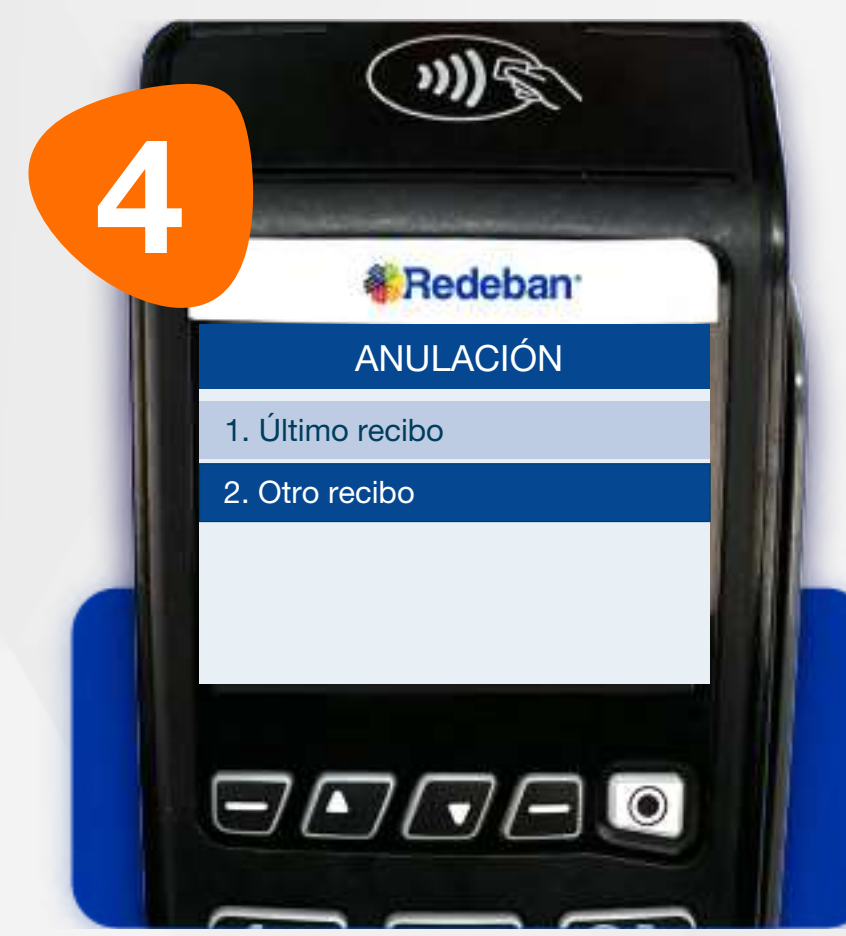 4
Redeban
ANULACIÓN
1. Último recibo
2. Otro recibo